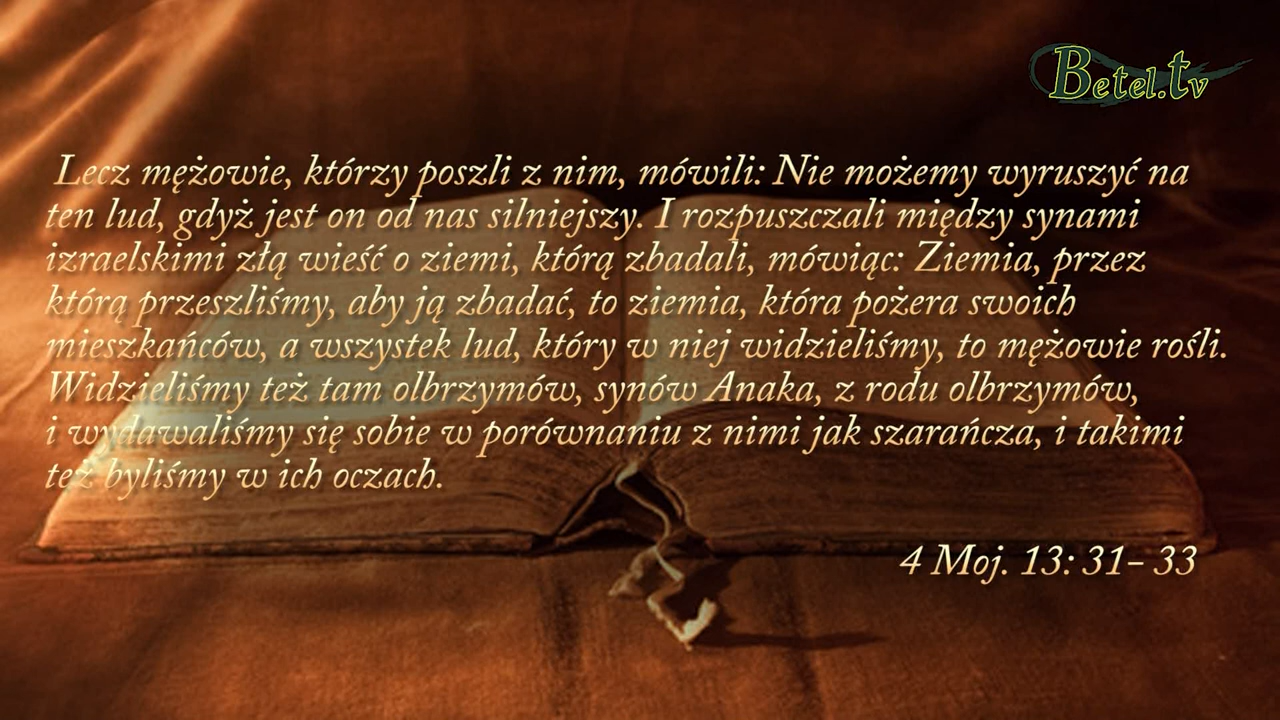 Betel.tv
Lecz mężowie, którzy poszli z nim, mówili: Nie możemy wyruszyć na
ten lud, gdyż jest on od nas silniejszy. I rozpuszczali między synami
izraelskimi złą wieść o ziemi, którą zbadali, mówiąc: Ziemia, przez
którą przeszliśmy, aby ją zbadać, to ziemia, która pożera swoich
mieszkańców, a wszystek lud, który w niej widzieliśmy, to mężowie rośli.
Widzieliśmy też tam olbrzymów, synów Anaka, z rodu olbrzymów,
i wydawaliśmy się sobie w porównaniu z nimi jak szarańcza, i takimi
też byliśmy w ich oczach.
4 Moj. 13: 31- 33